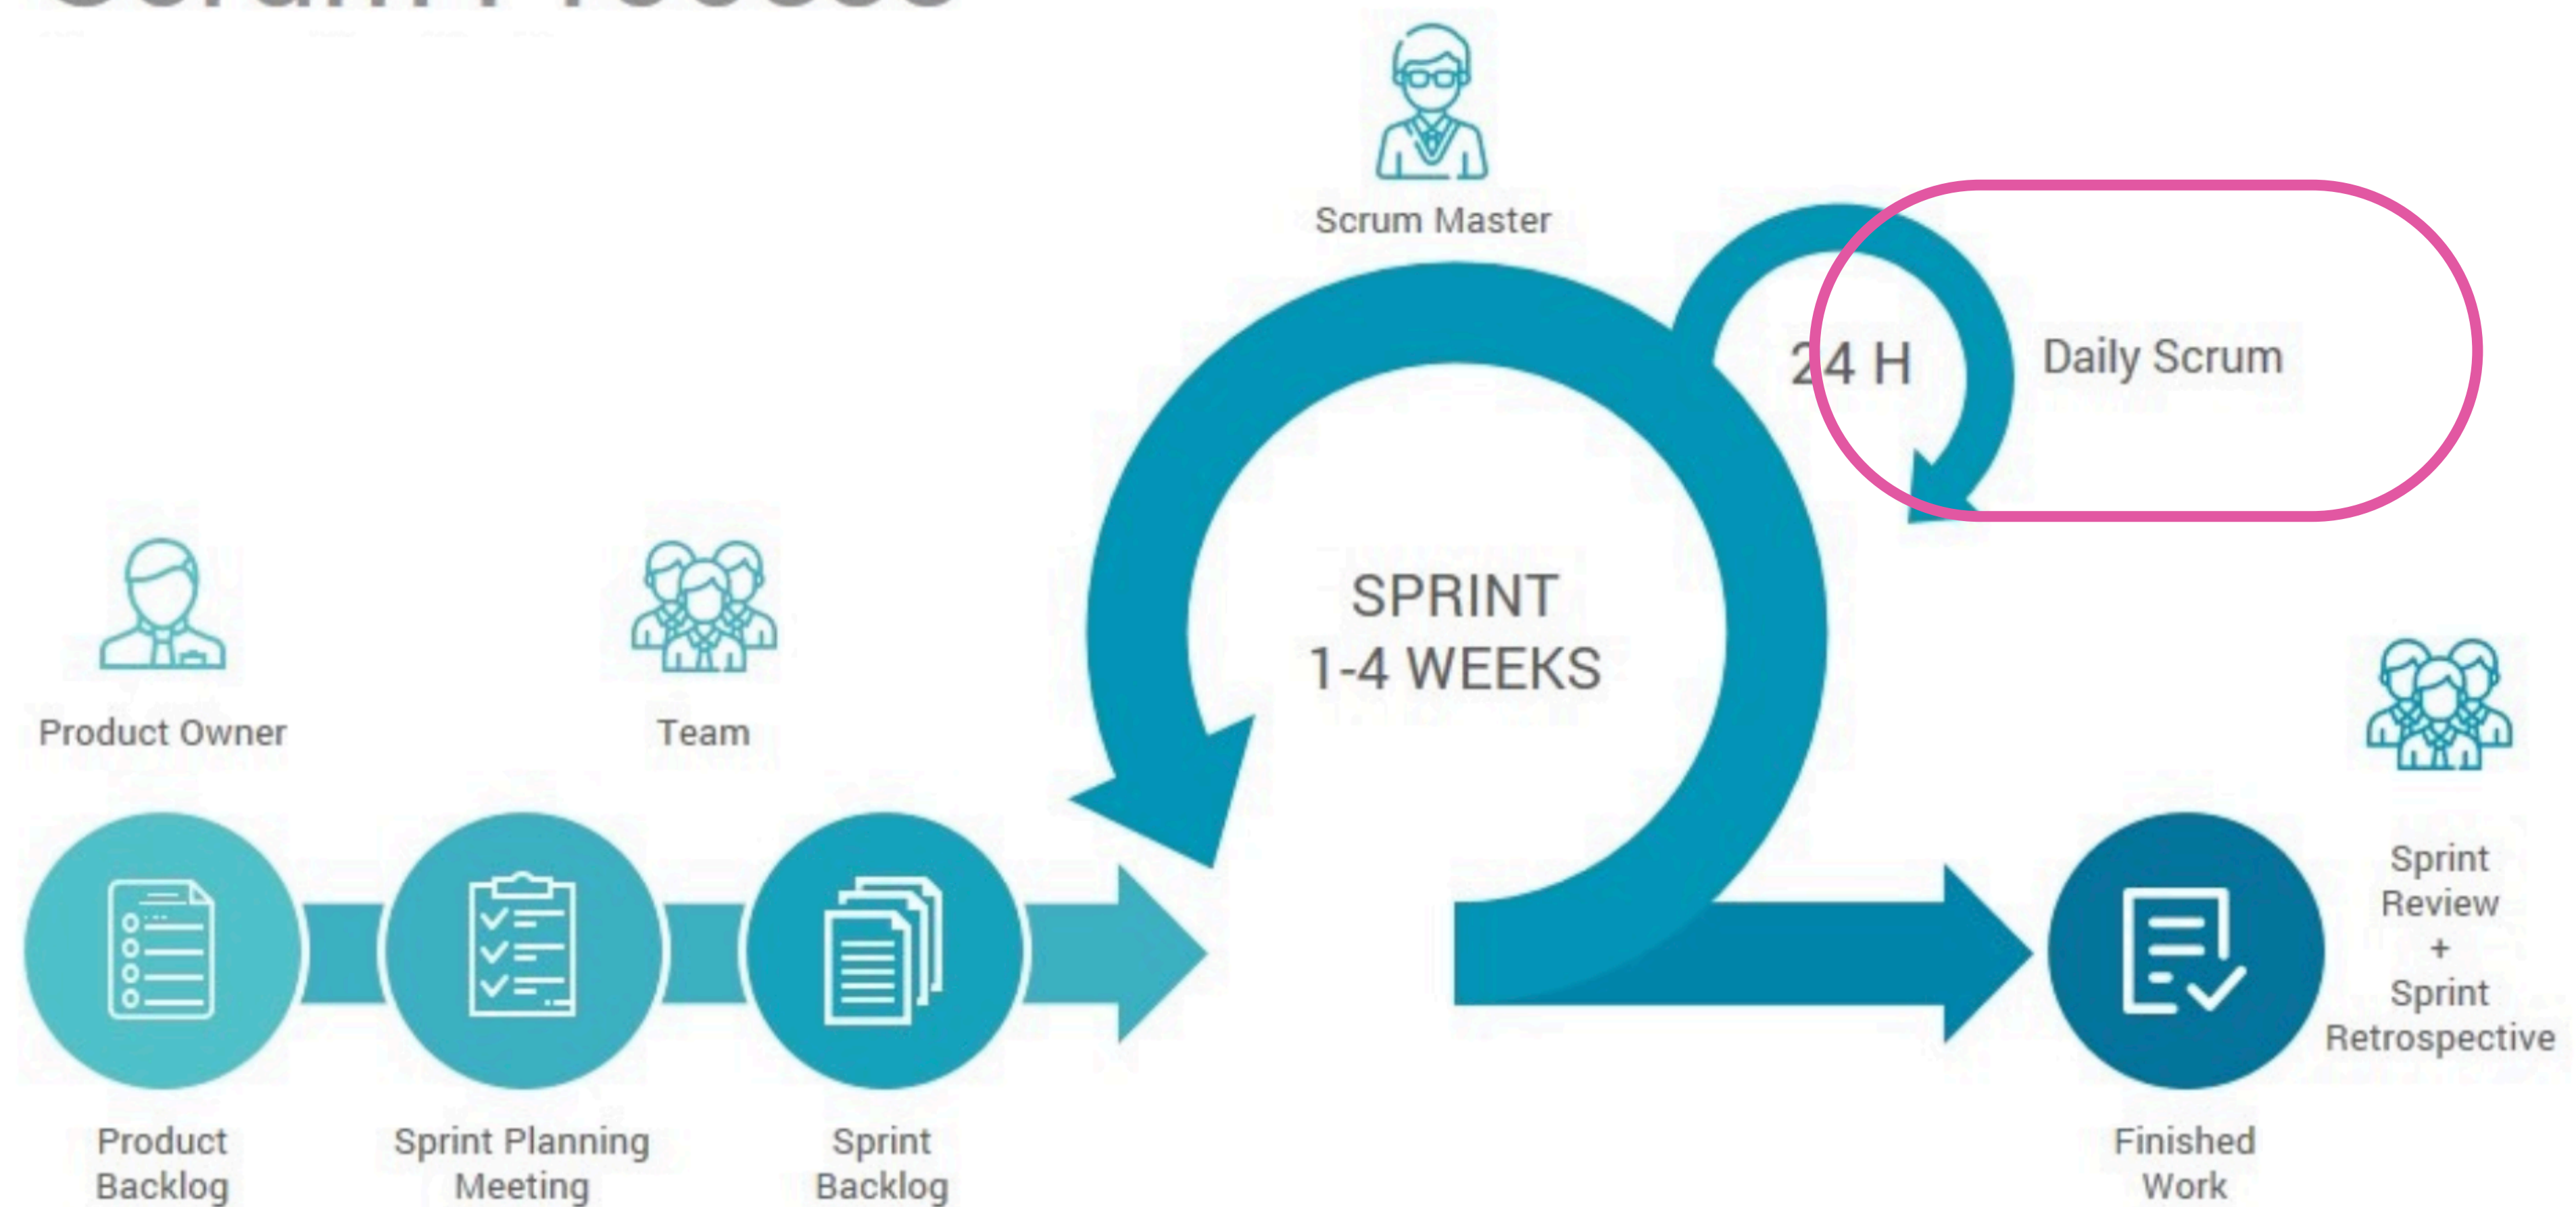 Scrum Master
24 H
Daily Scrum
SPRINT
1-4 WEEKS
Product Owner
Team
Product
Backlog
Sprint Planning
Meeting
Sprint
Backlog
Finished
Work
Sprint
Review
+
Sprint
Retrospective